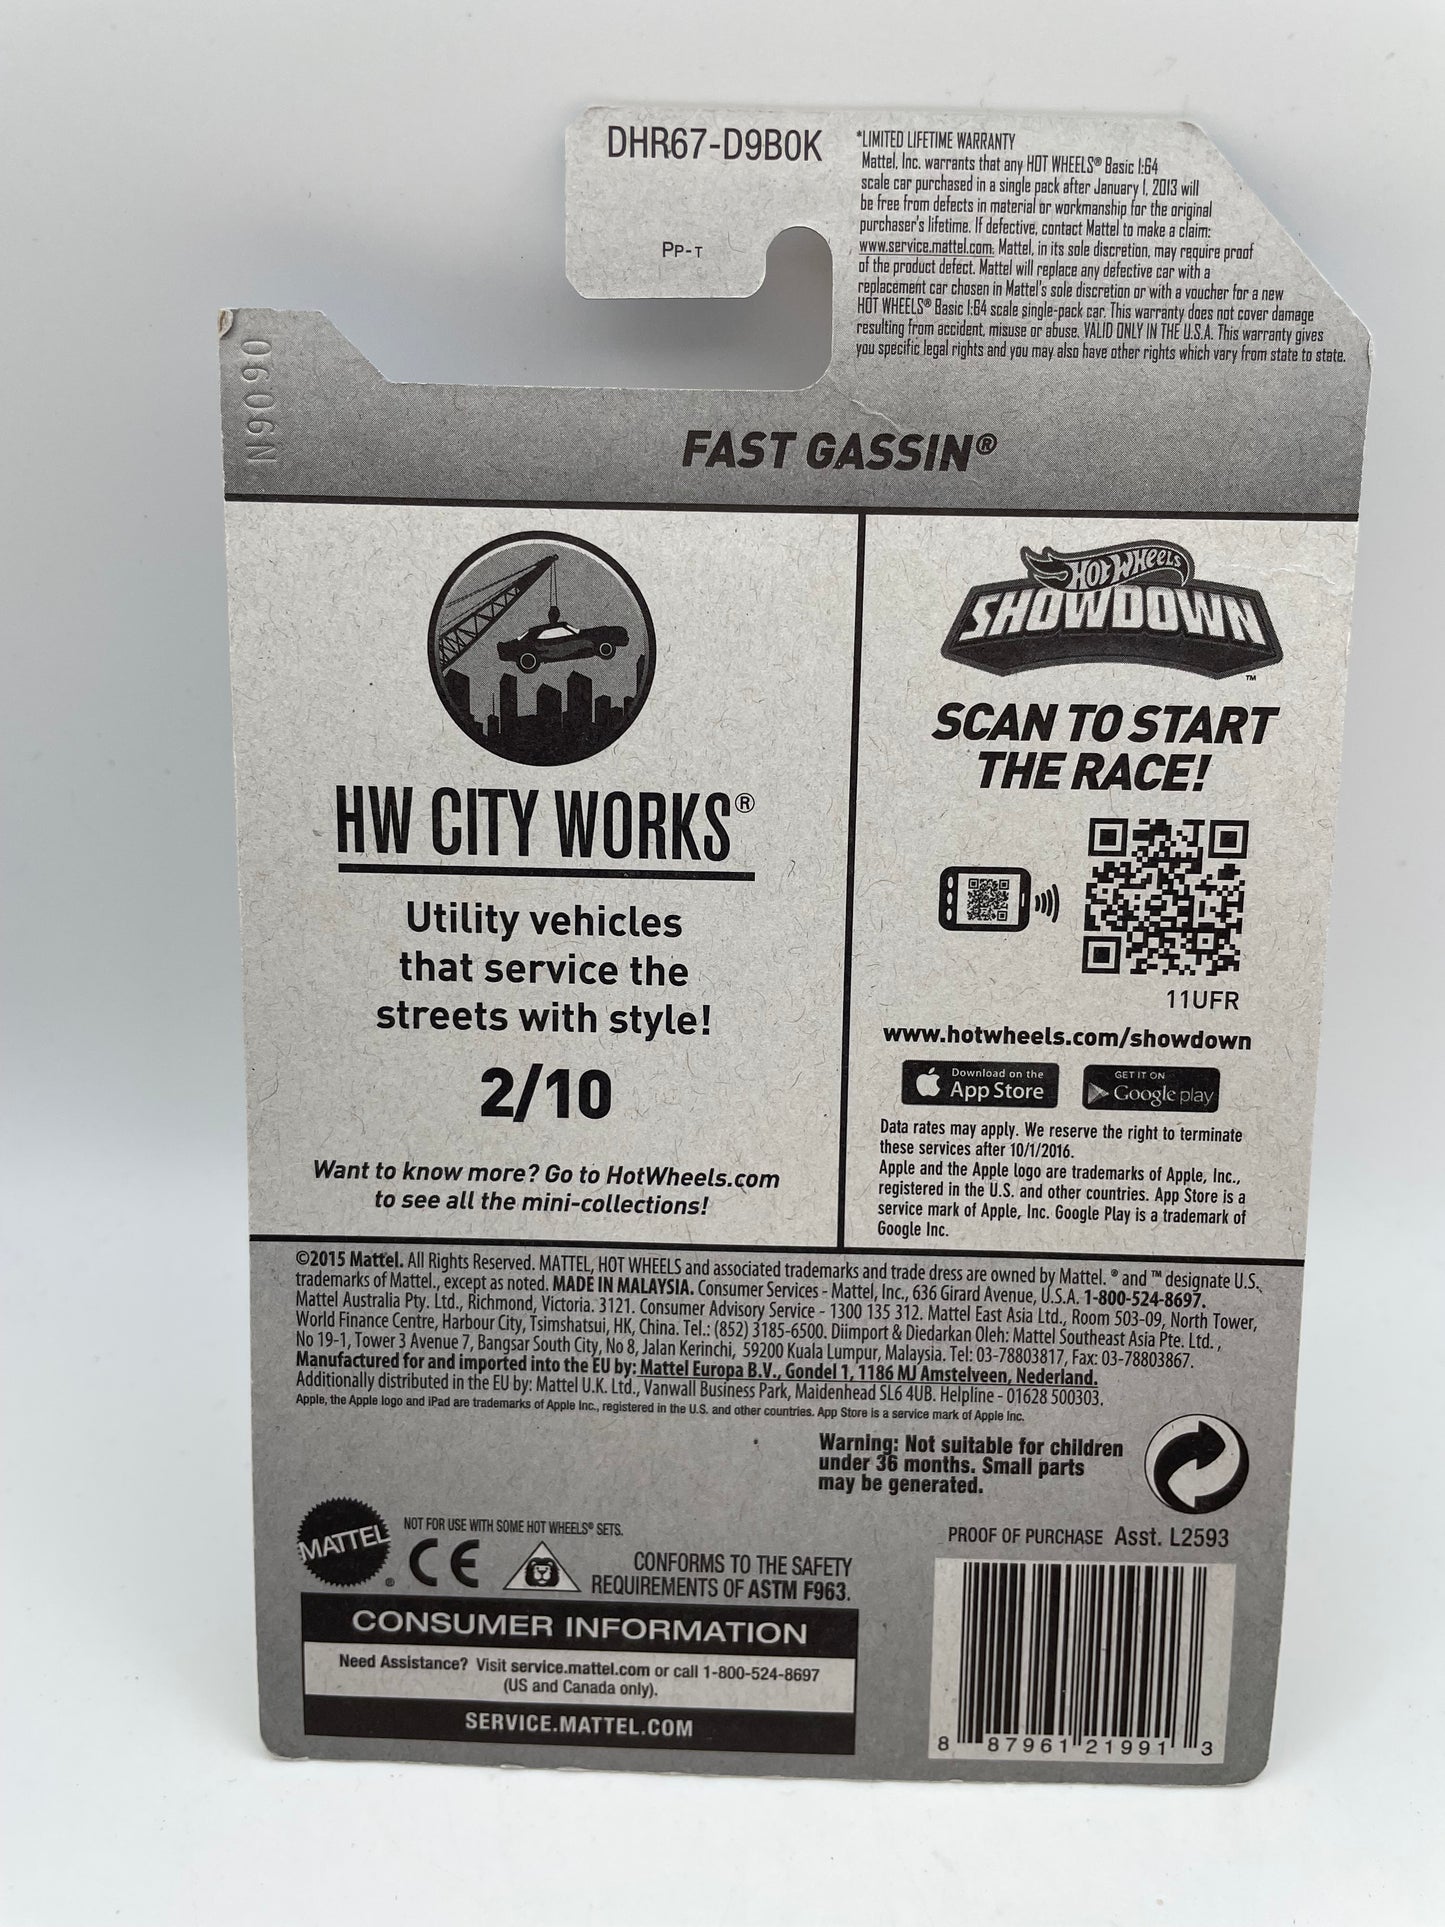 DHR67-D9B0K
Pp-T
*LIMITED LIFETIME WARRANTY
Mattel, Inc. warrants that any HOT WHEELS® Basic 1:64
scale car purchased in a single pack after January 1, 2013 will
be free from defects in material or workmanship for the original
purchaser's lifetime. If defective, contact Mattel to make a claim:
www.service.mattel.com. Mattel, in its sole discretion, may require proof
of the product defect. Mattel will replace any defective car with a
replacement car chosen in Mattel's sole discretion or with a voucher for a new
HOT WHEELS® Basic 1:64 scale single-pack car. This warranty does not cover damage
resulting from accident, misuse or abuse. VALID ONLY IN THE U.S.A. This warranty gives
you specific legal rights and you may also have other rights which vary from state to state.
N9090
FAST GASSIN®
HW CITY WORKS®
Utility vehicles
that service the
streets with style!
2/10
Want to know more? Go to HotWheels.com
to see all the mini-collections!
HOT WHEELS
SHOWDOWN™
SCAN TO START
THE RACE!
11UFR
www.hotwheels.com/showdown
Download on the
App Store
GET IT ON
Google play
Data rates may apply. We reserve the right to terminate
these services after 10/1/2016.
Apple and the Apple logo are trademarks of Apple, Inc.,
registered in the U.S. and other countries. App Store is a
service mark of Apple, Inc. Google Play is a trademark of
Google Inc.
©2015 Mattel. All Rights Reserved. MATTEL, HOT WHEELS and associated trademarks and trade dress are owned by Mattel. ® and ™ designate U.S.
trademarks of Mattel., except as noted. MADE IN MALAYSIA. Consumer Services - Mattel, Inc., 636 Girard Avenue, U.S.A. 1-800-524-8697.
Mattel Australia Pty. Ltd., Richmond, Victoria. 3121. Consumer Advisory Service - 1300 135 312. Mattel East Asia Ltd., Room 503-09, North Tower,
World Finance Centre, Harbour City, Tsimshatsui, HK, China. Tel.: (852) 3185-6500. Diimport & Diedarkan Oleh: Mattel Southeast Asia Pte. Ltd.,
No 19-1, Tower 3 Avenue 7, Bangsar South City, No 8, Jalan Kerinchi, 59200 Kuala Lumpur, Malaysia. Tel: 03-78803817, Fax: 03-78803867.
Manufactured for and imported into the EU by: Mattel Europa B.V., Gondel 1, 1186 MJ Amstelveen, Nederland.
Additionally distributed in the EU by: Mattel U.K. Ltd., Vanwall Business Park, Maidenhead SL6 4UB. Helpline - 01628 500303.
Apple, the Apple logo and iPad are trademarks of Apple Inc., registered in the U.S. and other countries. App Store is a service mark of Apple Inc.
Warning: Not suitable for children
under 36 months. Small parts
may be generated.
MATTEL®
NOT FOR USE WITH SOME HOT WHEELS® SETS.
CE
CONFORMS TO THE SAFETY
REQUIREMENTS OF ASTM F963.
PROOF OF PURCHASE Asst. L2593
CONSUMER INFORMATION
Need Assistance? Visit service.mattel.com or call 1-800-524-8697
(US and Canada only).
SERVICE.MATTEL.COM
8 87961 21991 3